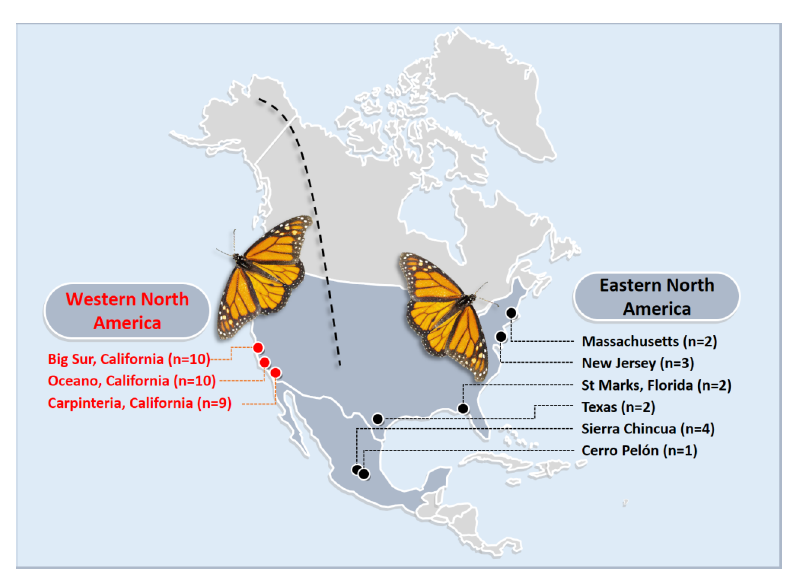 Western North
America
Big Sur, California (n=10)
Oceano, California (n=10)
Carpinteria, California (n=9)
Eastern North
America
Massachusetts (n=2)
New Jersey (n=3)
St Marks, Florida (n=2)
Texas (n=2)
Sierra Chincua (n=4)
Cerro Pelón (n=1)